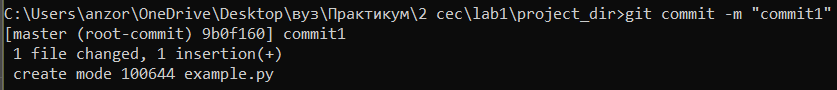 C:\Users\anzor\OneDrive\Desktop\вуз\Практикум\2 сес\lab1\project_dir>git commit -m "commit1"
[master (root-commit) 9b0f160] commit1
 1 file changed, 1 insertion(+)
 create mode 100644 example.py